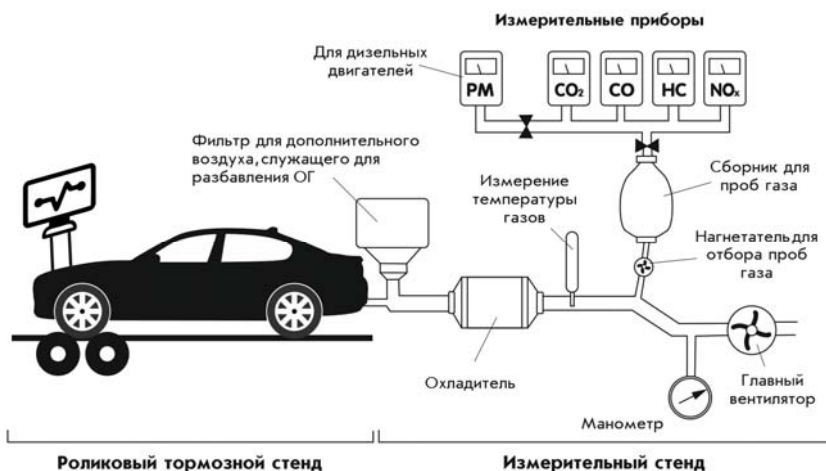 Измерительные приборы
Для дизельных
двигателей
PM
CO₂
CO
HC
NOₓ
Фильтр для дополнительного
воздуха, служащего для
разбавления ОГ
Измерение
температуры
газов
Сборник для
проб газа
Нагнетатель для
отбора проб
газа
Охладитель
Манометр
Главный
вентилятор
Роликовый тормозной стенд
Измерительный стенд